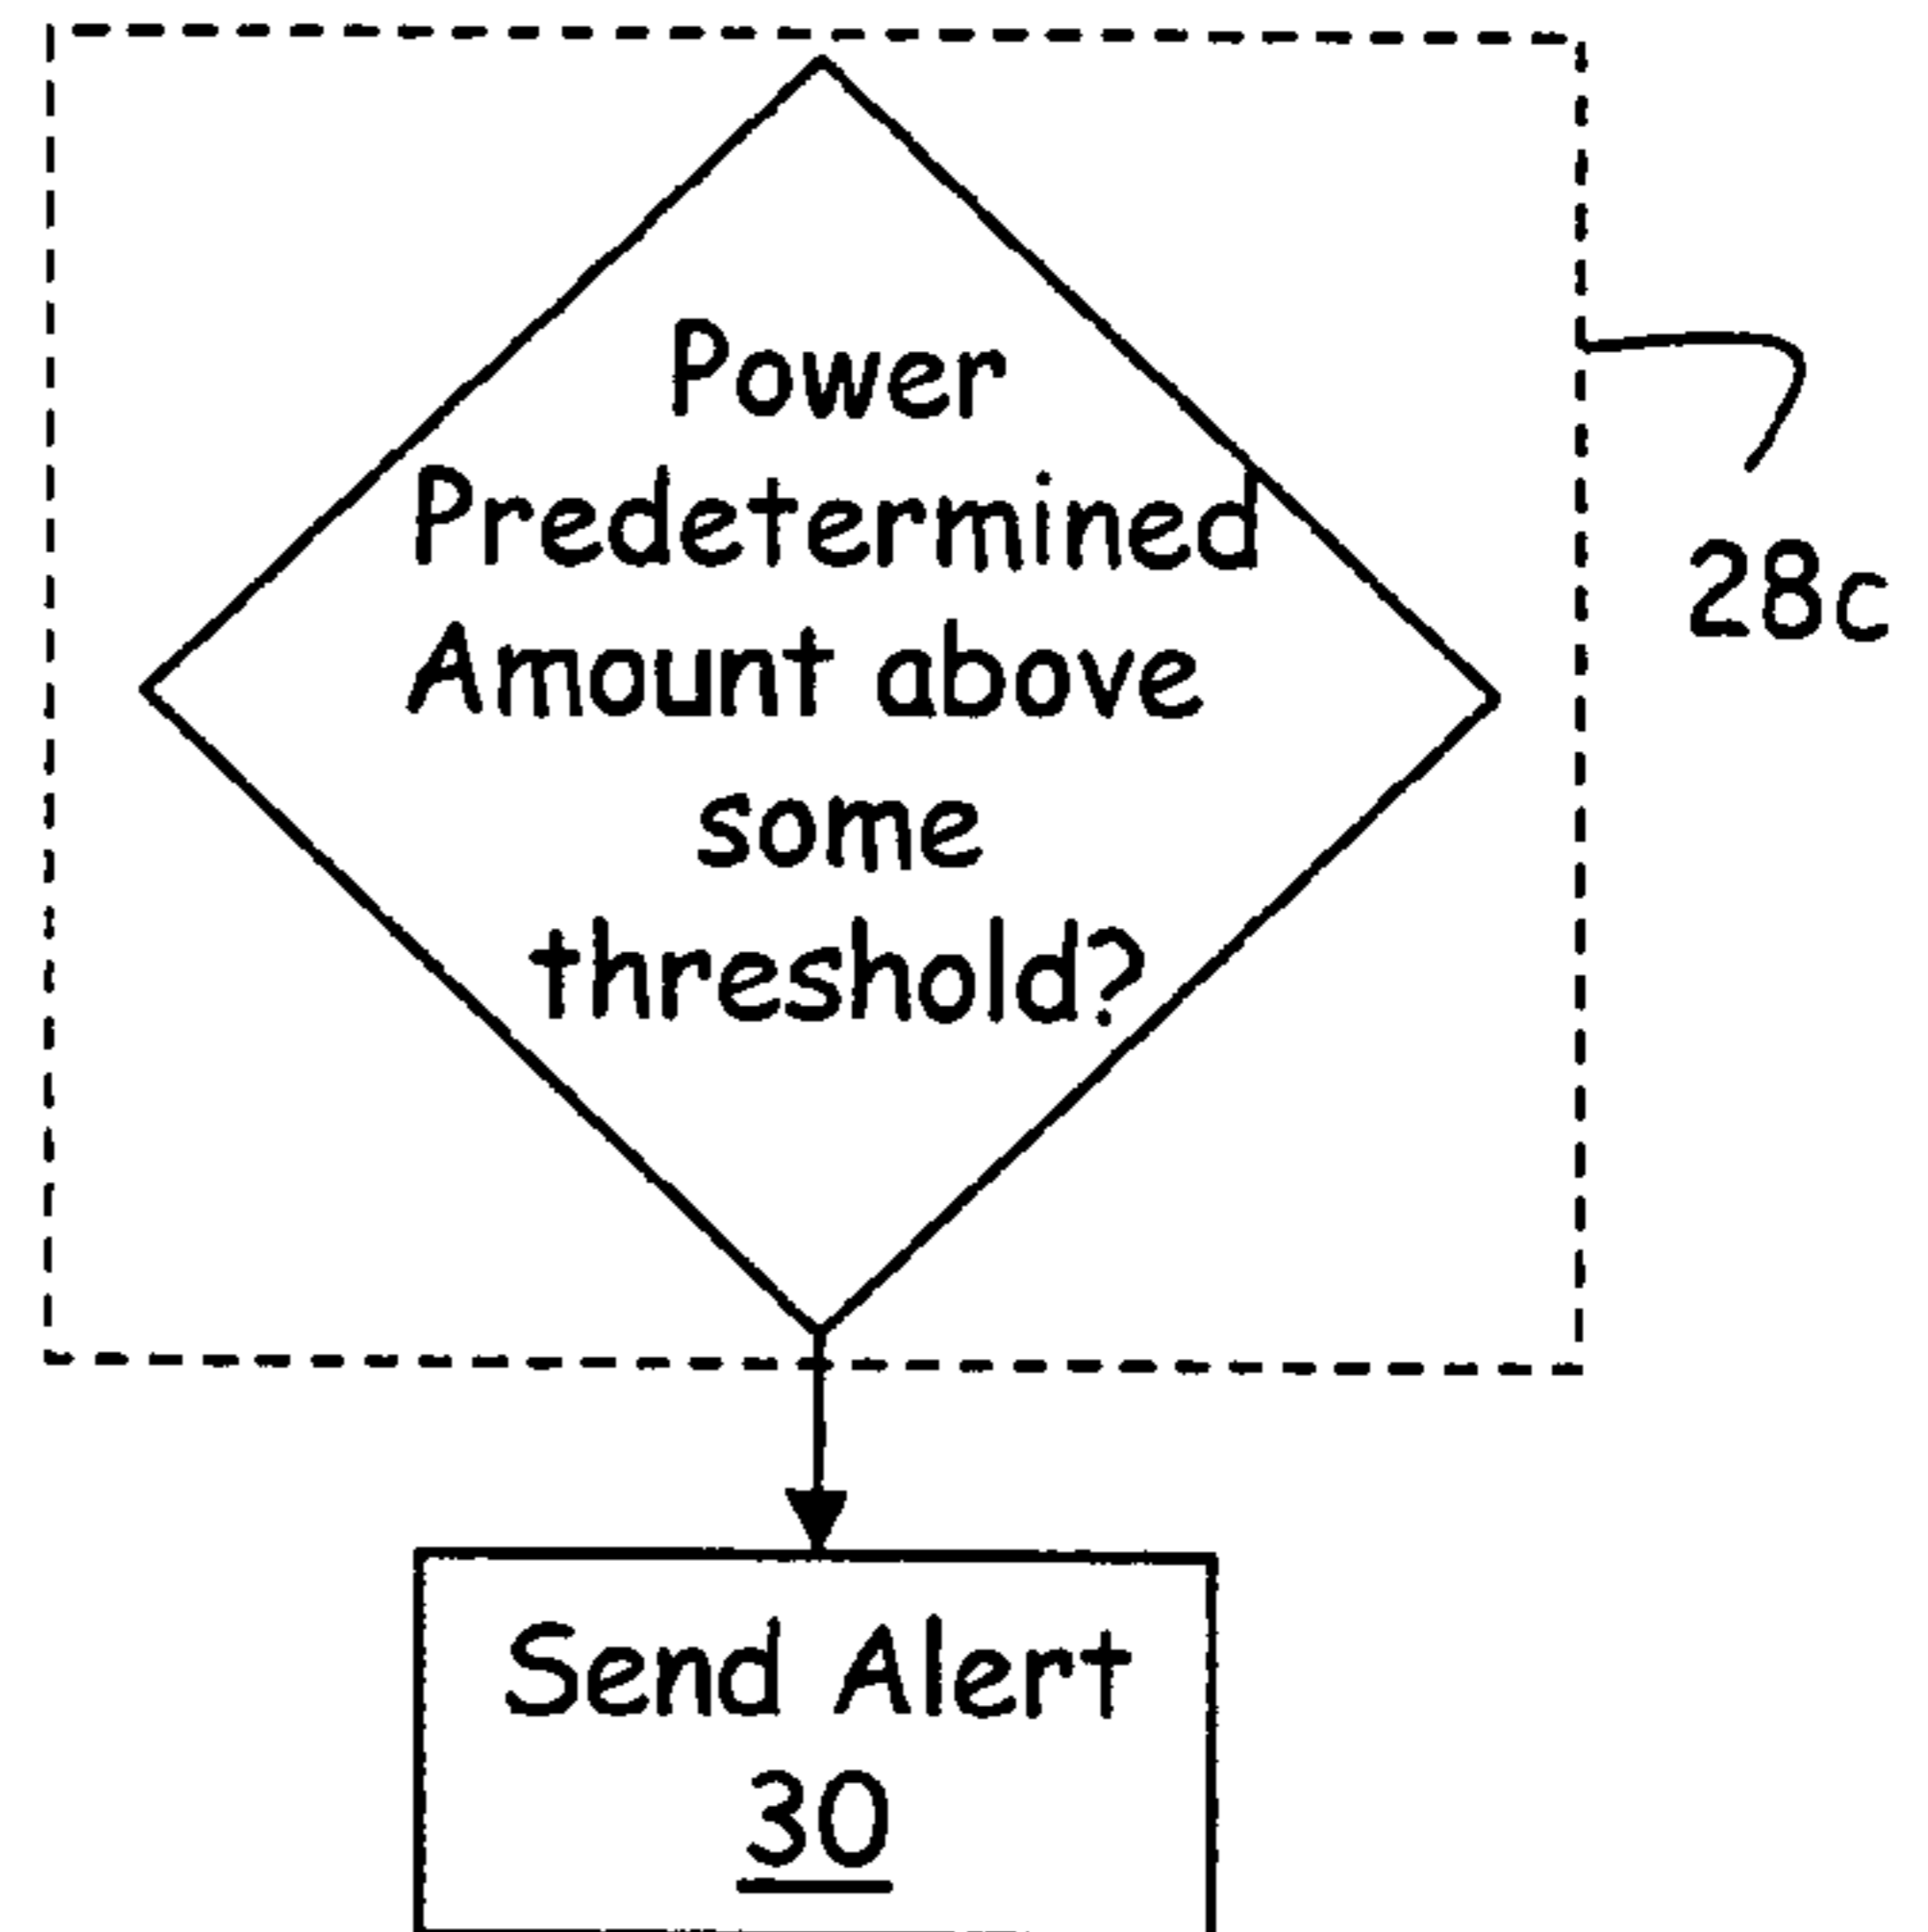 Power
Predetermined
Amount above
some
threshold?
28c
Send Alert
30